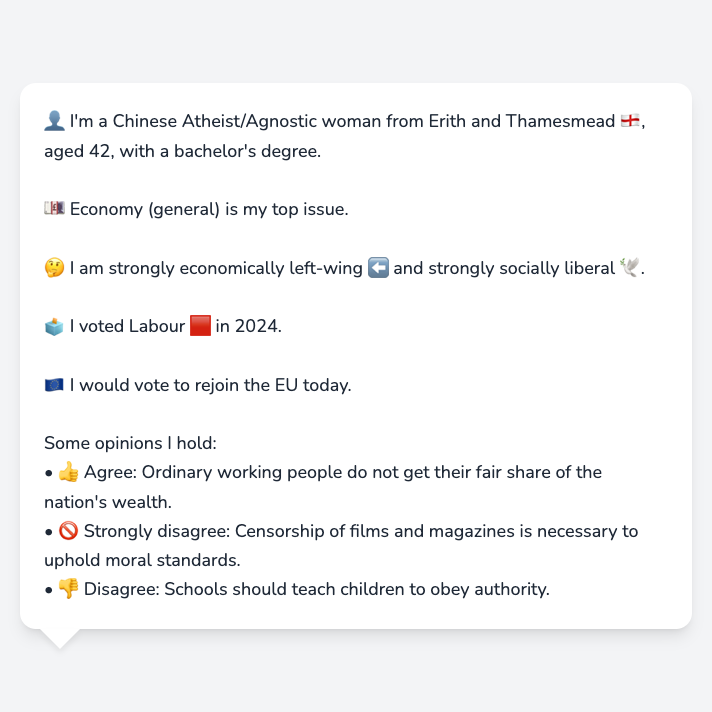 👤 I'm a Chinese Atheist/Agnostic woman from Erith and Thamesmead 🏴󠁧󠁢󠁥󠁮󠁧󠁿,
aged 42, with a bachelor's degree.
💷 Economy (general) is my top issue.
🤔 I am strongly economically left-wing ⬅️ and strongly socially liberal 🕊️.
🗳️ I voted Labour 🟥 in 2024.
🇪🇺 I would vote to rejoin the EU today.
Some opinions I hold:
• 👍 Agree: Ordinary working people do not get their fair share of the
nation's wealth.
• 🚫 Strongly disagree: Censorship of films and magazines is necessary to
uphold moral standards.
• 👎 Disagree: Schools should teach children to obey authority.